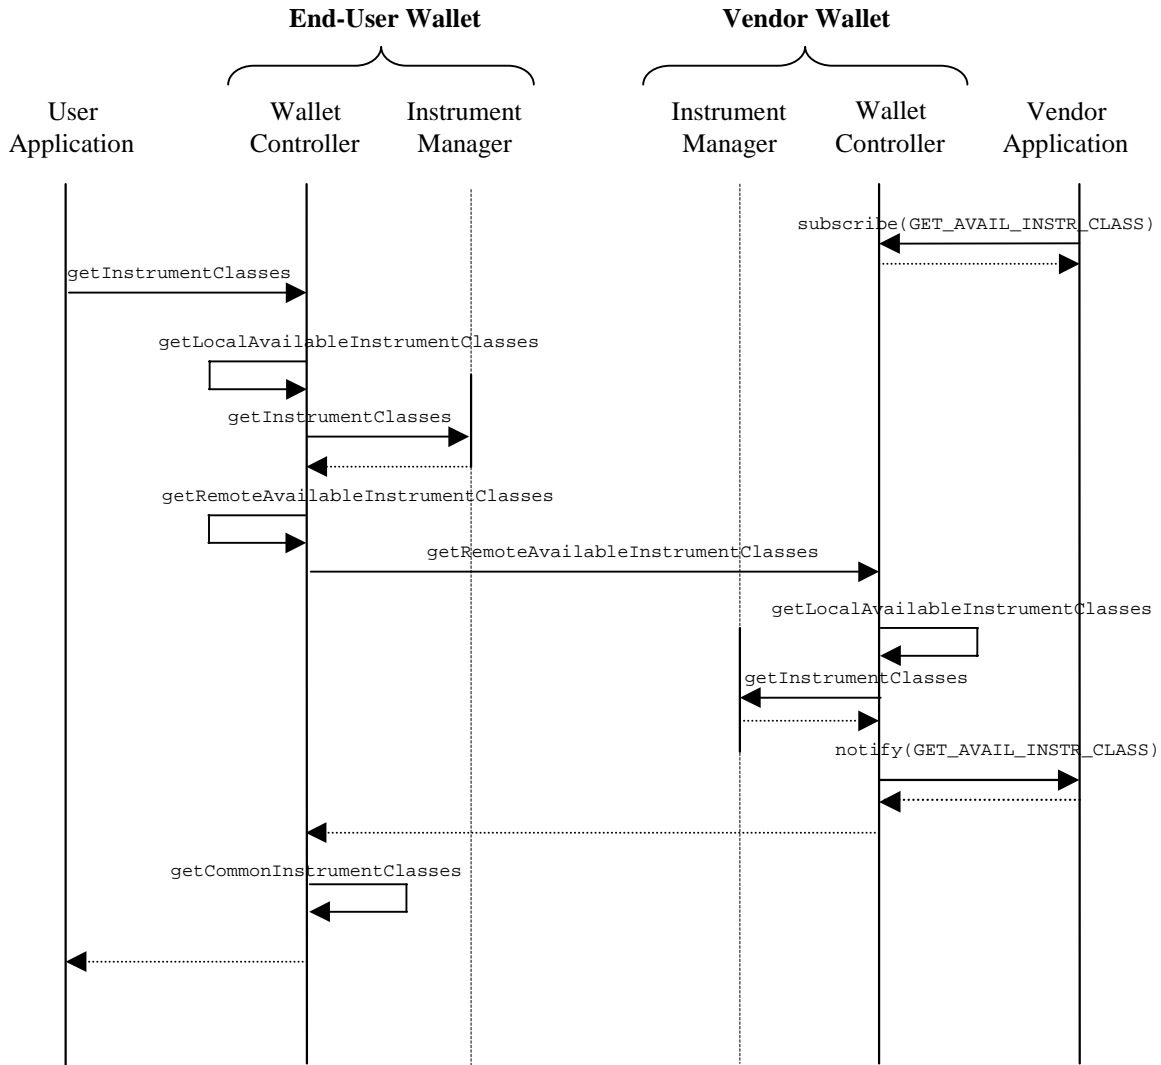 End-User Wallet
Vendor Wallet
User
Application
Wallet
Controller
Instrument
Manager
Instrument
Manager
Wallet
Controller
Vendor
Application
subscribe(GET_AVAIL_INSTR_CLASS)
getInstrumentClasses
getLocalAvailableInstrumentClasses
getInstrumentClasses
getRemoteAvailableInstrumentClasses
getRemoteAvailableInstrumentClasses
getLocalAvailableInstrumentClasses
getInstrumentClasses
notify(GET_AVAIL_INSTR_CLASS)
getCommonInstrumentClasses